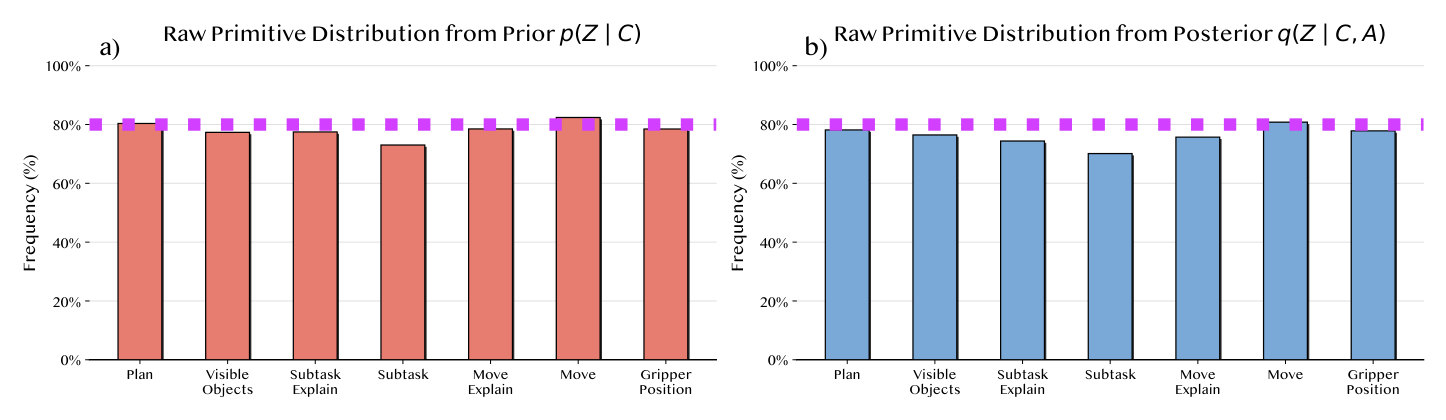 a)
Raw Primitive Distribution from Prior p(Z | C)
100%
80%
60%
40%
20%
0%
Frequency (%)
Plan
Visible
Objects
Subtask
Explain
Subtask
Move
Explain
Move
Gripper
Position
b)
Raw Primitive Distribution from Posterior q(Z | C, A)
100%
80%
60%
40%
20%
0%
Frequency (%)
Plan
Visible
Objects
Subtask
Explain
Subtask
Move
Explain
Move
Gripper
Position